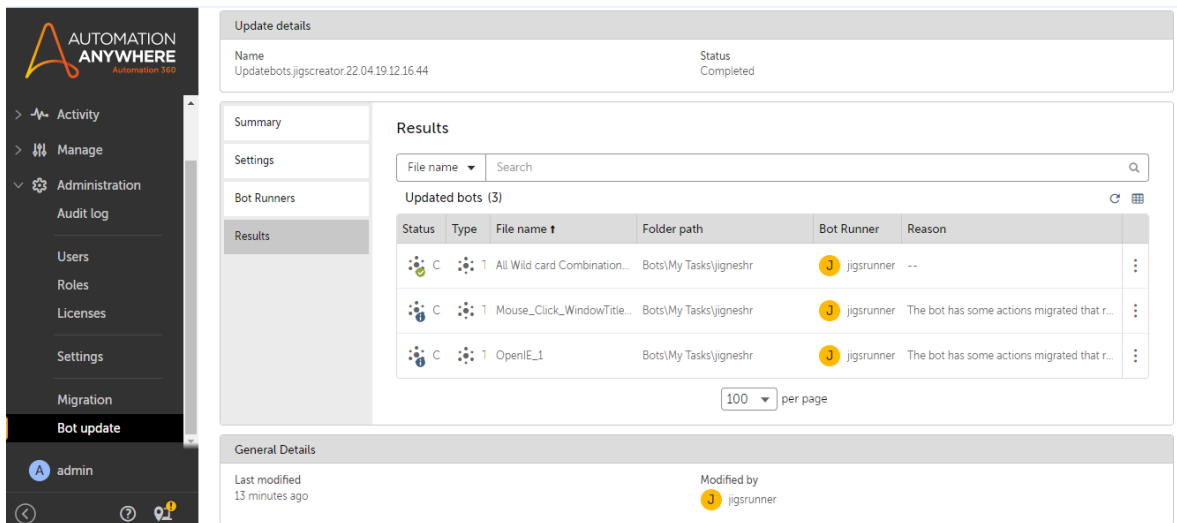 AUTOMATION
ANYWHERE
Automation 360
Activity
Manage
Administration
Audit log
Users
Roles
Licenses
Settings
Migration
Bot update
A admin
Update details
Name
Updatebots.jigscreator.22.04.19.12.16.44
Status
Completed
Summary
Settings
Bot Runners
Results
Results
File name Search
Updated bots (3)
Status Type File name Folder path Bot Runner Reason
C T All Wild card Combination... Bots\My Tasks\jigneshr J jigsrunner --
C T Mouse_Click_WindowTitle... Bots\My Tasks\jigneshr J jigsrunner The bot has some actions migrated that r...
C T OpenIE_1 Bots\My Tasks\jigneshr J jigsrunner The bot has some actions migrated that r...
100 per page
General Details
Last modified
13 minutes ago
Modified by
J jigsrunner